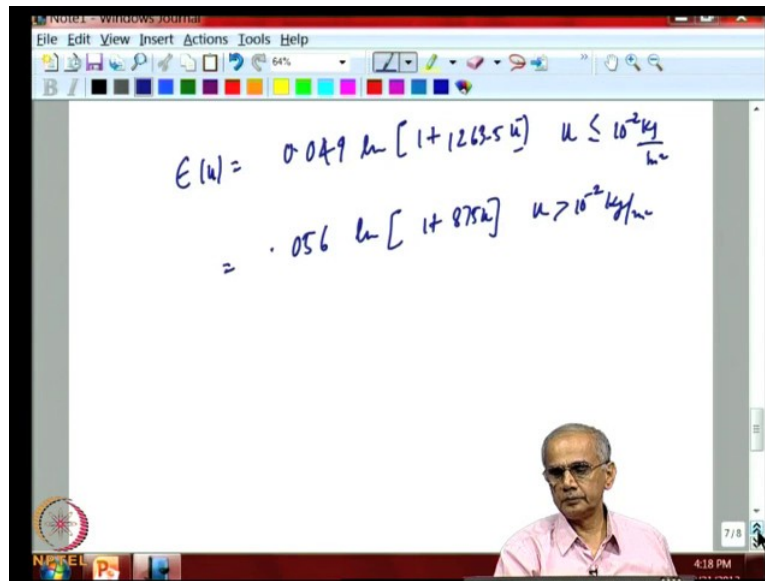 Note1 - Windows Journal
File Edit View Insert Actions Tools Help
64%
B I
ϵ(u) = 0.049 ln [1+1263.5 u] u ≤ 10⁻² kg/m²
= .056 ln [1+ 875u] u > 10⁻² kg/m²
7/8
NPTEL
4:18 PM